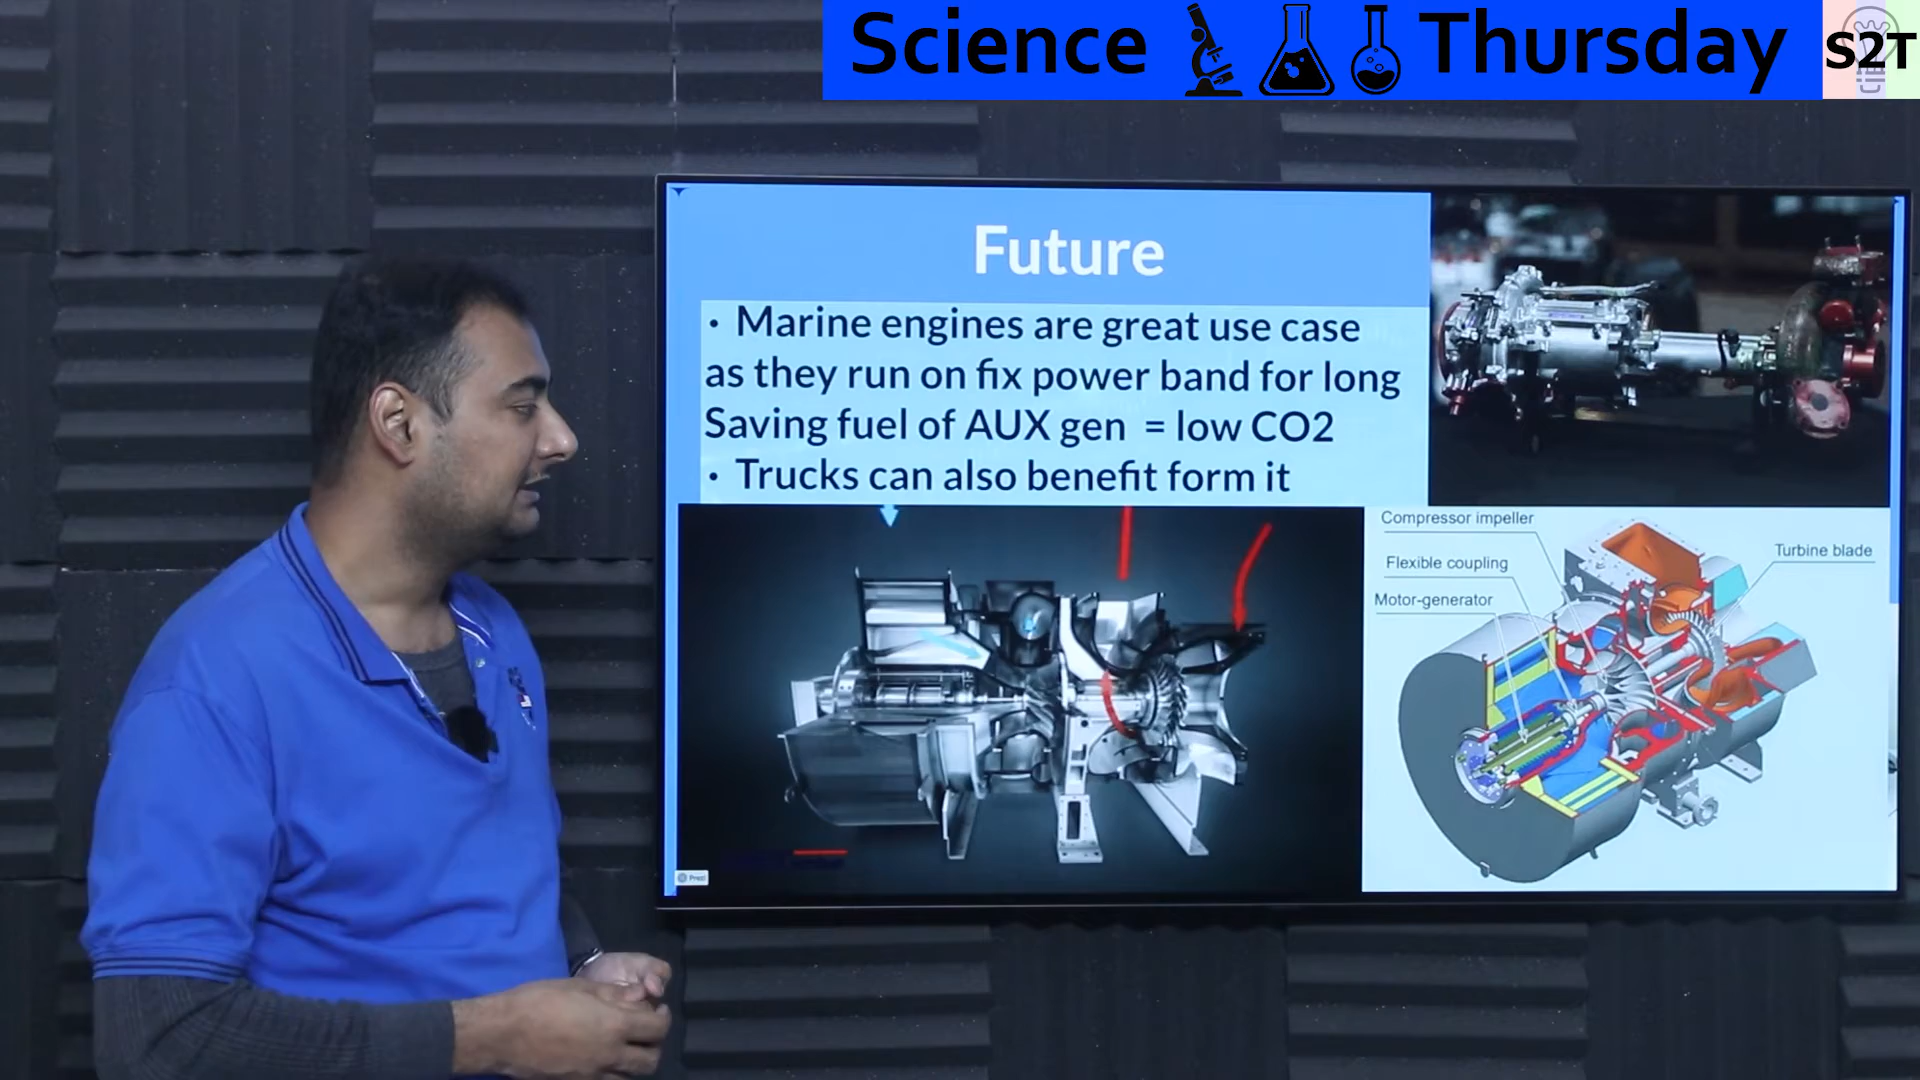 Science Thursday
S2T
Future
• Marine engines are great use case
as they run on fix power band for long
Saving fuel of AUX gen = low CO2
• Trucks can also benefit form it
Compressor impeller
Flexible coupling
Motor-generator
Turbine blade
Prezi